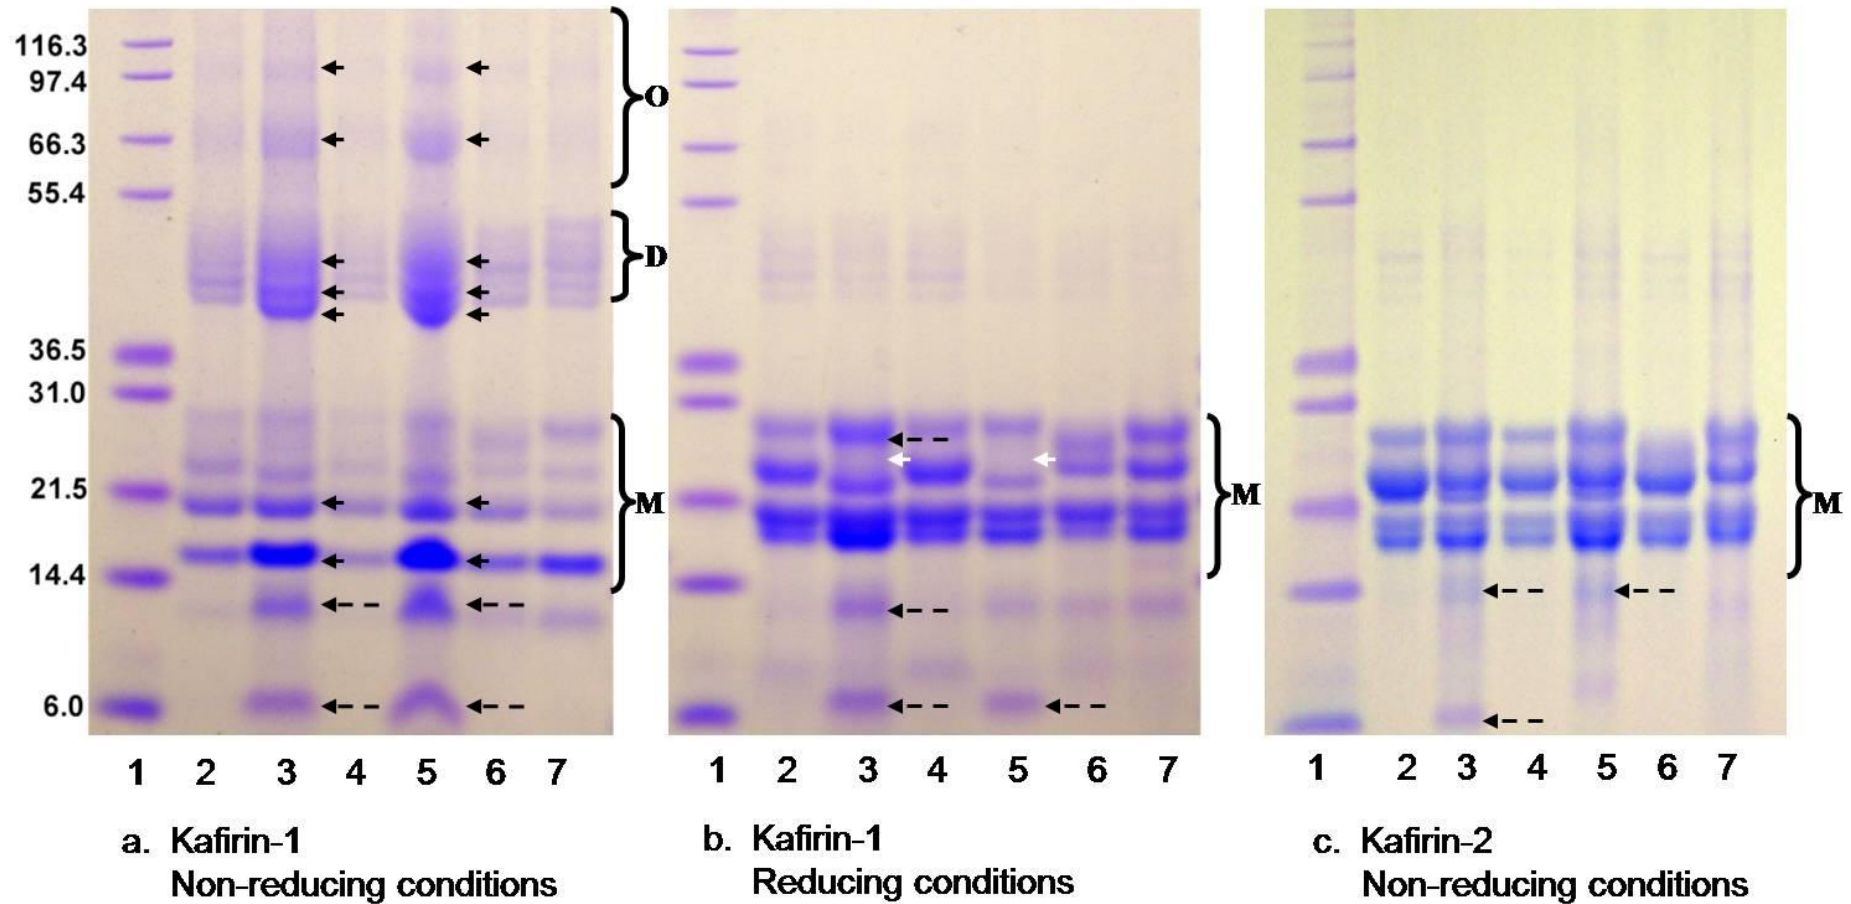 116.3
97.4
66.3
55.4
36.5
31.0
21.5
14.4
6.0
O
D
M
M
M
1 2 3 4 5 6 7
1 2 3 4 5 6 7
1 2 3 4 5 6 7
a. Kafirin-1
Non-reducing conditions
b. Kafirin-1
Reducing conditions
c. Kafirin-2
Non-reducing conditions